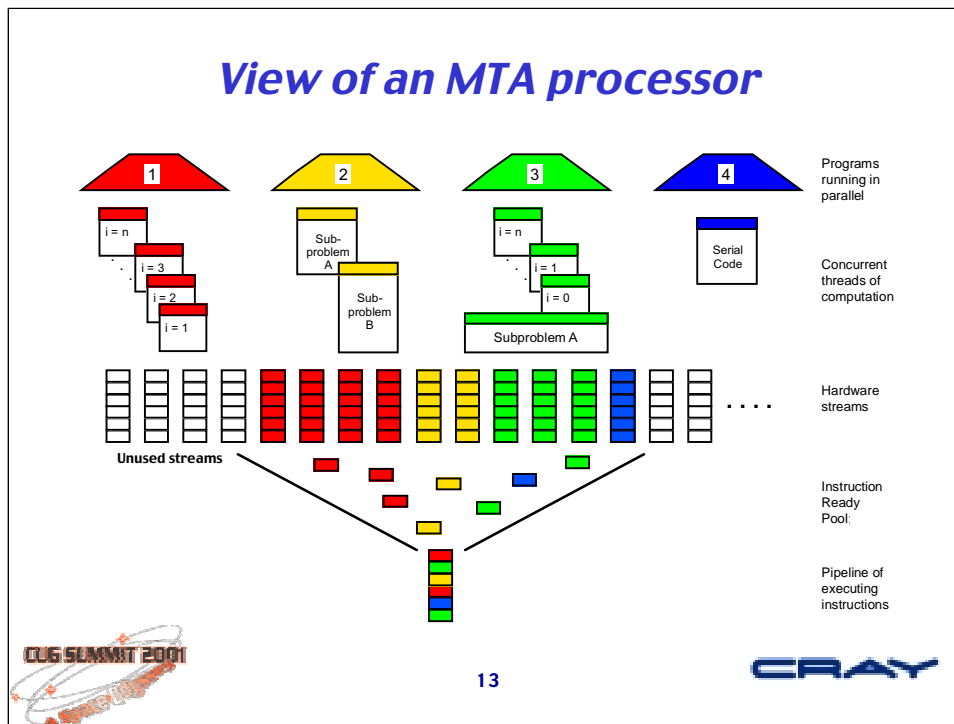 View of an MTA processor
1
2
3
4
Programs
running in
parallel
i = n
. . .
i = 3
i = 2
i = 1
Sub-
problem
A
Sub-
problem
B
i = n
. . .
i = 1
i = 0
Subproblem A
Serial
Code
Concurrent
threads of
computation
Hardware
streams
. . . .
Unused streams
Instruction
Ready
Pool;
Pipeline of
executing
instructions
CUG SUMMIT 2001
13
CRAY